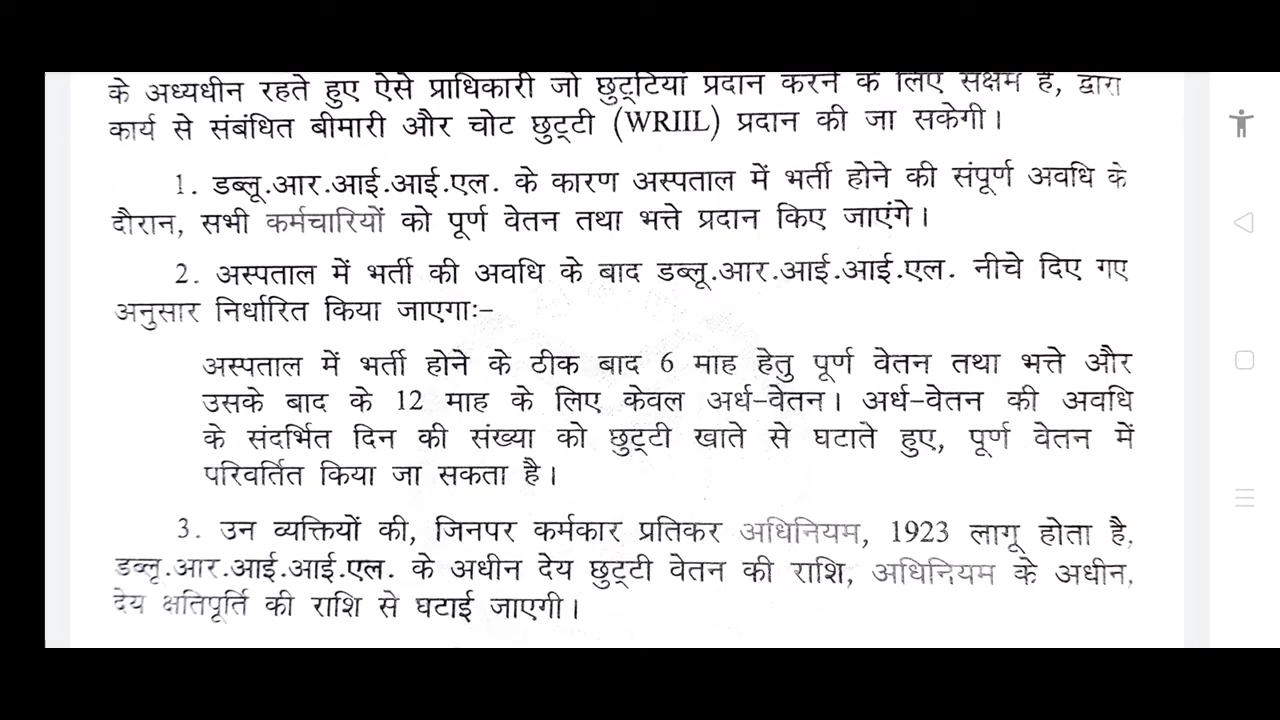 के अध्यधीन रहते हुए ऐसे प्राधिकारी जो छुट्टियां प्रदान करने के लिए सक्षम है, द्वारा
कार्य से संबंधित बीमारी और चोट छुट्टी (WRIIL) प्रदान की जा सकेगी।
1. डब्लू.आर.आई.आई.एल. के कारण अस्पताल में भर्ती होने की संपूर्ण अवधि के
दौरान, सभी कर्मचारियों को पूर्ण वेतन तथा भत्ते प्रदान किए जाएंगे।
2. अस्पताल में भर्ती की अवधि के बाद डब्लू.आर.आई.आई.एल. नीचे दिए गए
अनुसार निर्धारित किया जाएगाः-
अस्पताल में भर्ती होने के ठीक बाद 6 माह हेतु पूर्ण वेतन तथा भत्ते और
उसके बाद के 12 माह के लिए केवल अर्ध-वेतन। अर्ध-वेतन की अवधि
के संदर्भित दिन की संख्या को छुट्टी खाते से घटाते हुए, पूर्ण वेतन में
परिवर्तित किया जा सकता है।
3. उन व्यक्तियों की, जिनपर कर्मकार प्रतिकर अधिनियम, 1923 लागू होता है,
डब्लू.आर.आई.आई.एल. के अधीन देय छुट्टी वेतन की राशि, अधिनियम के अधीन,
देय क्षतिपूर्ति की राशि से घटाई जाएगी।